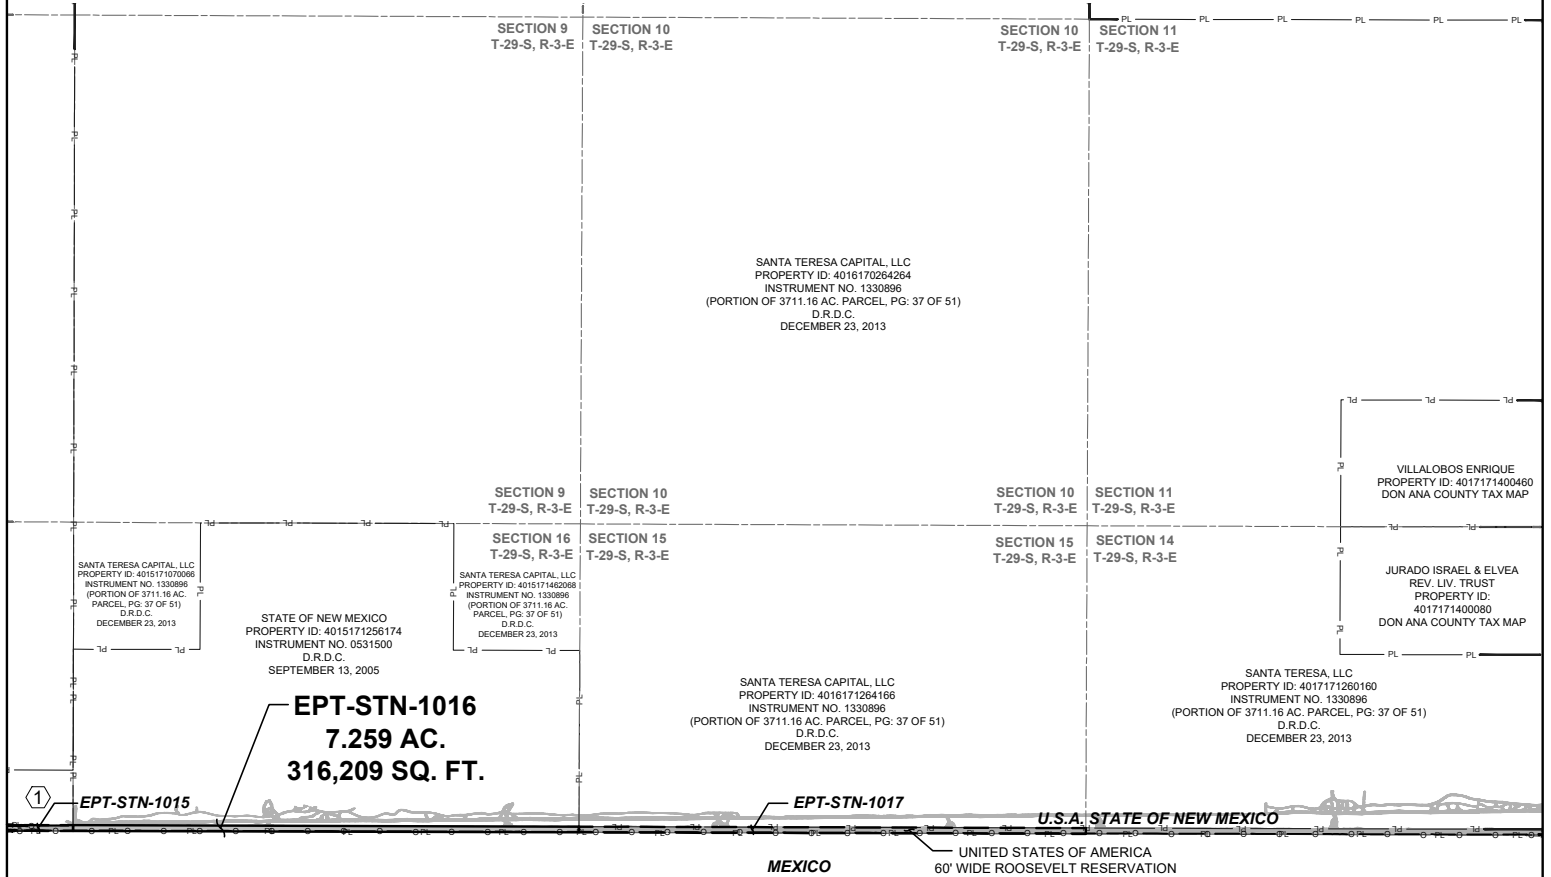 SECTION 9
T-29-S, R-3-E
SECTION 10
T-29-S, R-3-E
SECTION 10
T-29-S, R-3-E
SECTION 11
T-29-S, R-3-E
SANTA TERESA CAPITAL, LLC
PROPERTY ID: 4016170264264
INSTRUMENT NO. 1330896
(PORTION OF 3711.16 AC. PARCEL, PG: 37 OF 51)
D.R.D.C.
DECEMBER 23, 2013
VILLALOBOS ENRIQUE
PROPERTY ID: 4017171400460
DON ANA COUNTY TAX MAP
SECTION 9
T-29-S, R-3-E
SECTION 10
T-29-S, R-3-E
SECTION 10
T-29-S, R-3-E
SECTION 11
T-29-S, R-3-E
SECTION 16
T-29-S, R-3-E
SECTION 15
T-29-S, R-3-E
SECTION 15
T-29-S, R-3-E
SECTION 14
T-29-S, R-3-E
SANTA TERESA CAPITAL, LLC
PROPERTY ID: 4015171070066
INSTRUMENT NO. 1330896
(PORTION OF 3711.16 AC.
PARCEL, PG: 37 OF 51)
D.R.D.C.
DECEMBER 23, 2013
STATE OF NEW MEXICO
PROPERTY ID: 4015171256174
INSTRUMENT NO. 0531500
D.R.D.C.
SEPTEMBER 13, 2005
SANTA TERESA CAPITAL, LLC
PROPERTY ID: 4015171462068
INSTRUMENT NO. 1330896
(PORTION OF 3711.16 AC.
PARCEL, PG: 37 OF 51)
D.R.D.C.
DECEMBER 23, 2013
JURADO ISRAEL & ELVEA
REV. LIV. TRUST
PROPERTY ID:
4017171400080
DON ANA COUNTY TAX MAP
EPT-STN-1016
7.259 AC.
316,209 SQ. FT.
SANTA TERESA CAPITAL, LLC
PROPERTY ID: 4016171264166
INSTRUMENT NO. 1330896
(PORTION OF 3711.16 AC. PARCEL, PG: 37 OF 51)
D.R.D.C.
DECEMBER 23, 2013
SANTA TERESA, LLC
PROPERTY ID: 4017171260160
INSTRUMENT NO. 1330896
(PORTION OF 3711.16 AC. PARCEL, PG: 37 OF 51)
D.R.D.C.
DECEMBER 23, 2013
1
EPT-STN-1015
EPT-STN-1017
U.S.A. STATE OF NEW MEXICO
MEXICO
UNITED STATES OF AMERICA
60' WIDE ROOSEVELT RESERVATION